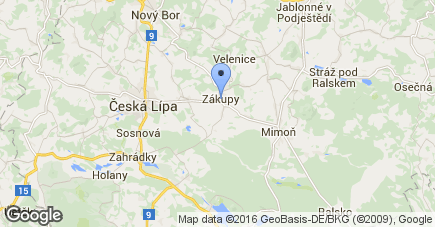 Jablonné v
Podještědí
Nový Bor
9
Velenice
Stráž pod
Ralskem
Osečná
Zákupy
Česká Lípa
Sosnová
Mimoň
Zahrádky
Holany
15
9
Ralsko
Map data ©2016 GeoBasis-DE/BKG (©2009), Google